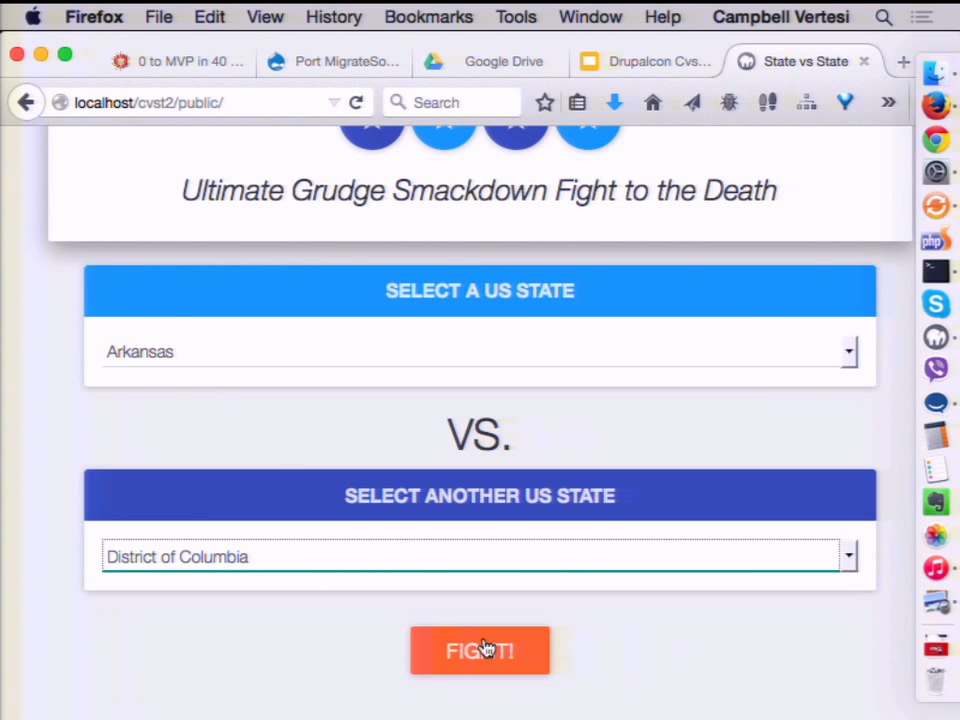 Firefox File Edit View History Bookmarks Tools Window Help Campbell Vertesi
0 to MVP in 40 ... Port MigrateSo... Google Drive Drupalcon Cvs... State vs State
localhost/cvst2/public/ Search
Ultimate Grudge Smackdown Fight to the Death
SELECT A US STATE
Arkansas
VS.
SELECT ANOTHER US STATE
District of Columbia
FIGHT!
php